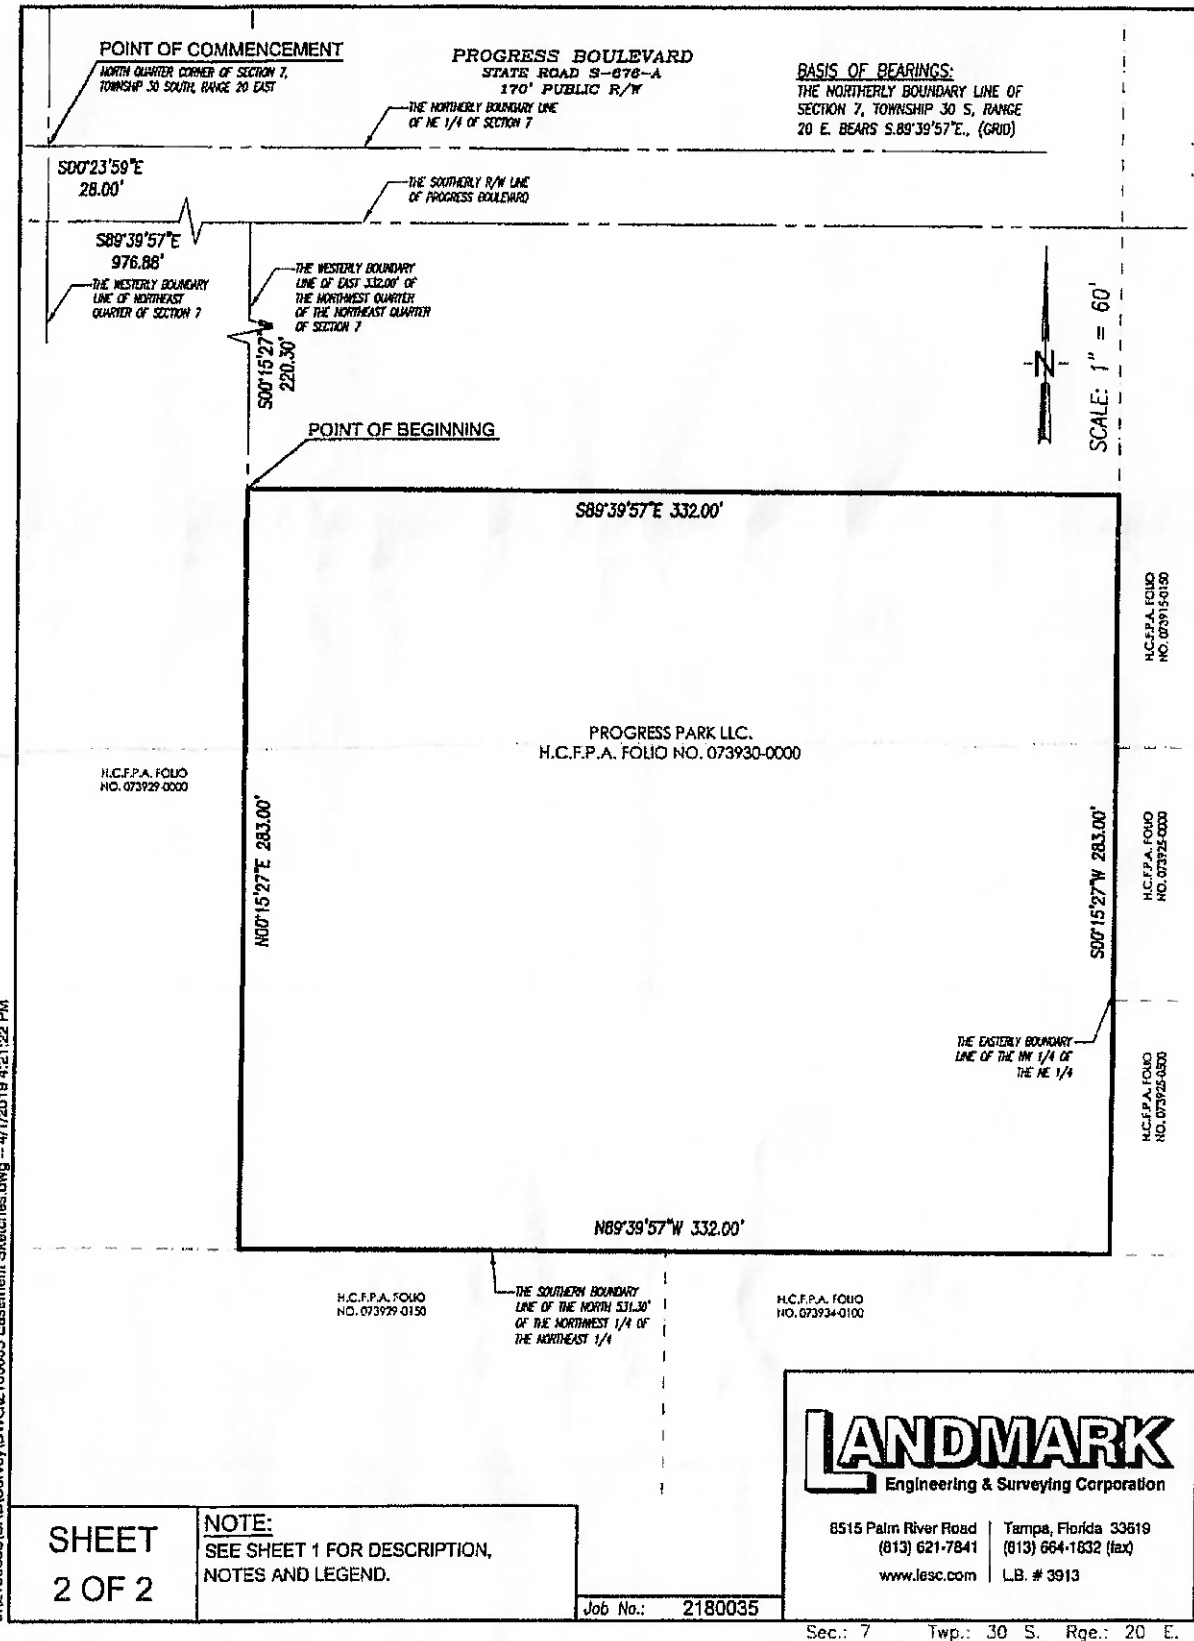 POINT OF COMMENCEMENT
NORTH QUARTER CORNER OF SECTION 7,
TOWNSHIP 30 SOUTH, RANGE 20 EAST
PROGRESS BOULEVARD
STATE ROAD S-676-A
170' PUBLIC R/W
THE NORTHERLY BOUNDARY LINE
OF NE 1/4 OF SECTION 7
BASIS OF BEARINGS:
THE NORTHERLY BOUNDARY LINE OF
SECTION 7, TOWNSHIP 30 S, RANGE
20 E. BEARS S.89°39'57"E., (GRID)
S00°23'59"E
28.00'
THE SOUTHERLY R/W LINE
OF PROGRESS BOULEVARD
S89°39'57"E
976.88'
THE WESTERLY BOUNDARY
LINE OF NORTHEAST
QUARTER OF SECTION 7
THE WESTERLY BOUNDARY
LINE OF EAST 332.00' OF
THE NORTHWEST QUARTER
OF THE NORTHEAST QUARTER
OF SECTION 7
S00°15'27"W
220.30'
N
SCALE: 1" = 60'
POINT OF BEGINNING
S89°39'57"E 332.00'
H.C.F.P.A. FOLIO
NO. 073915-0150
PROGRESS PARK LLC.
H.C.F.P.A. FOLIO NO. 073930-0000
H.C.F.P.A. FOLIO
NO. 073929-0000
N00°15'27"E 283.00'
S00°15'27"W 283.00'
H.C.F.P.A. FOLIO
NO. 073925-0000
THE EASTERLY BOUNDARY
LINE OF THE NW 1/4 OF
THE NE 1/4
H.C.F.P.A. FOLIO
NO. 073925-0500
N89°39'57"W 332.00'
H.C.F.P.A. FOLIO
NO. 073929-0150
THE SOUTHERN BOUNDARY
LINE OF THE NORTH 531.30'
OF THE NORTHWEST 1/4 OF
THE NORTHEAST 1/4
H.C.F.P.A. FOLIO
NO. 073934-0100
Easement Sketches.dwg -- 4/1/2019 4:21:22 PM
LANDMARK
Engineering & Surveying Corporation
8515 Palm River Road
(813) 621-7841
www.lesc.com
Tampa, Florida 33619
(813) 664-1832 (fax)
L.B. # 3913
SHEET
2 OF 2
NOTE:
SEE SHEET 1 FOR DESCRIPTION,
NOTES AND LEGEND.
Job No.: 2180035
Sec.: 7 Twp.: 30 S. Rge.: 20 E.